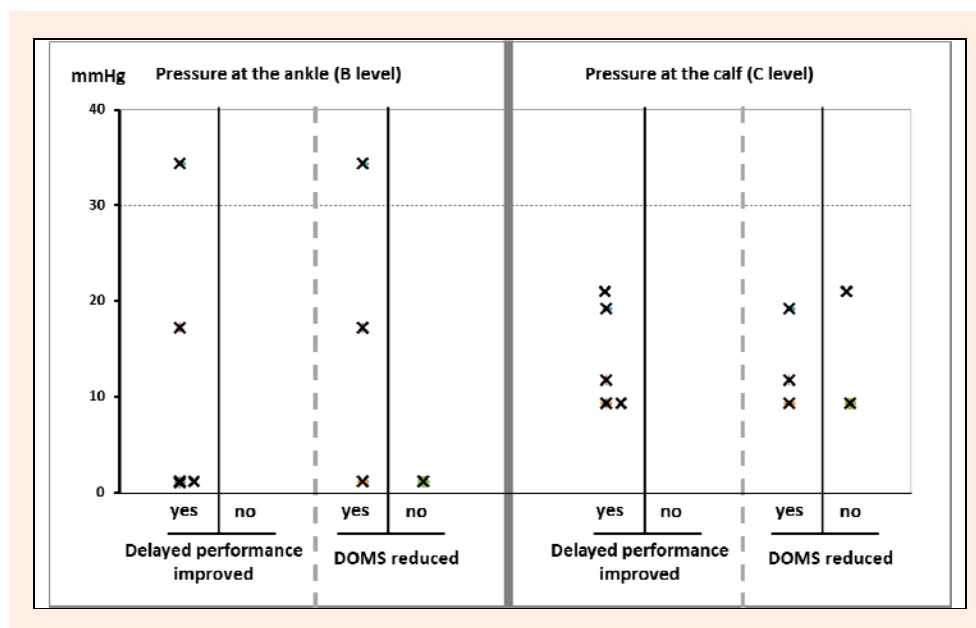 mmHg
Pressure at the ankle (B level)
Pressure at the calf (C level)
40
30
20
10
0
yes
no
yes
no
yes
no
yes
no
Delayed performance
improved
DOMS reduced
Delayed performance
improved
DOMS reduced